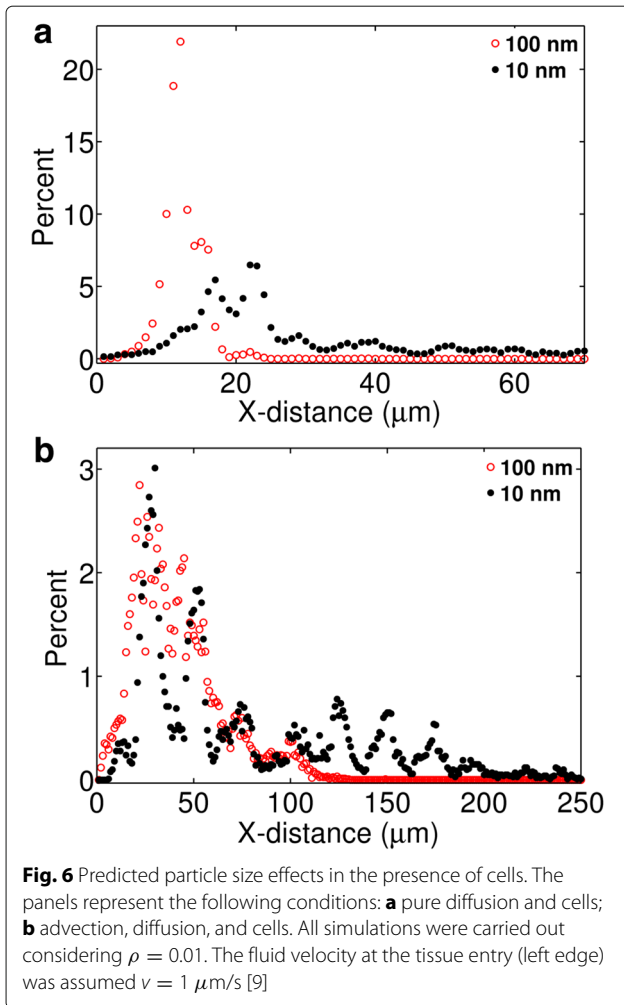 a
100 nm
10 nm
20
15
10
5
0
Percent
0 20 40 60
X-distance (μm)
b
100 nm
10 nm
3
2
1
0
Percent
0 50 100 150 200 250
X-distance (μm)
Fig. 6 Predicted particle size effects in the presence of cells. The
panels represent the following conditions: a pure diffusion and cells;
b advection, diffusion, and cells. All simulations were carried out
considering ρ = 0.01. The fluid velocity at the tissue entry (left edge)
was assumed v = 1 μm/s [9]